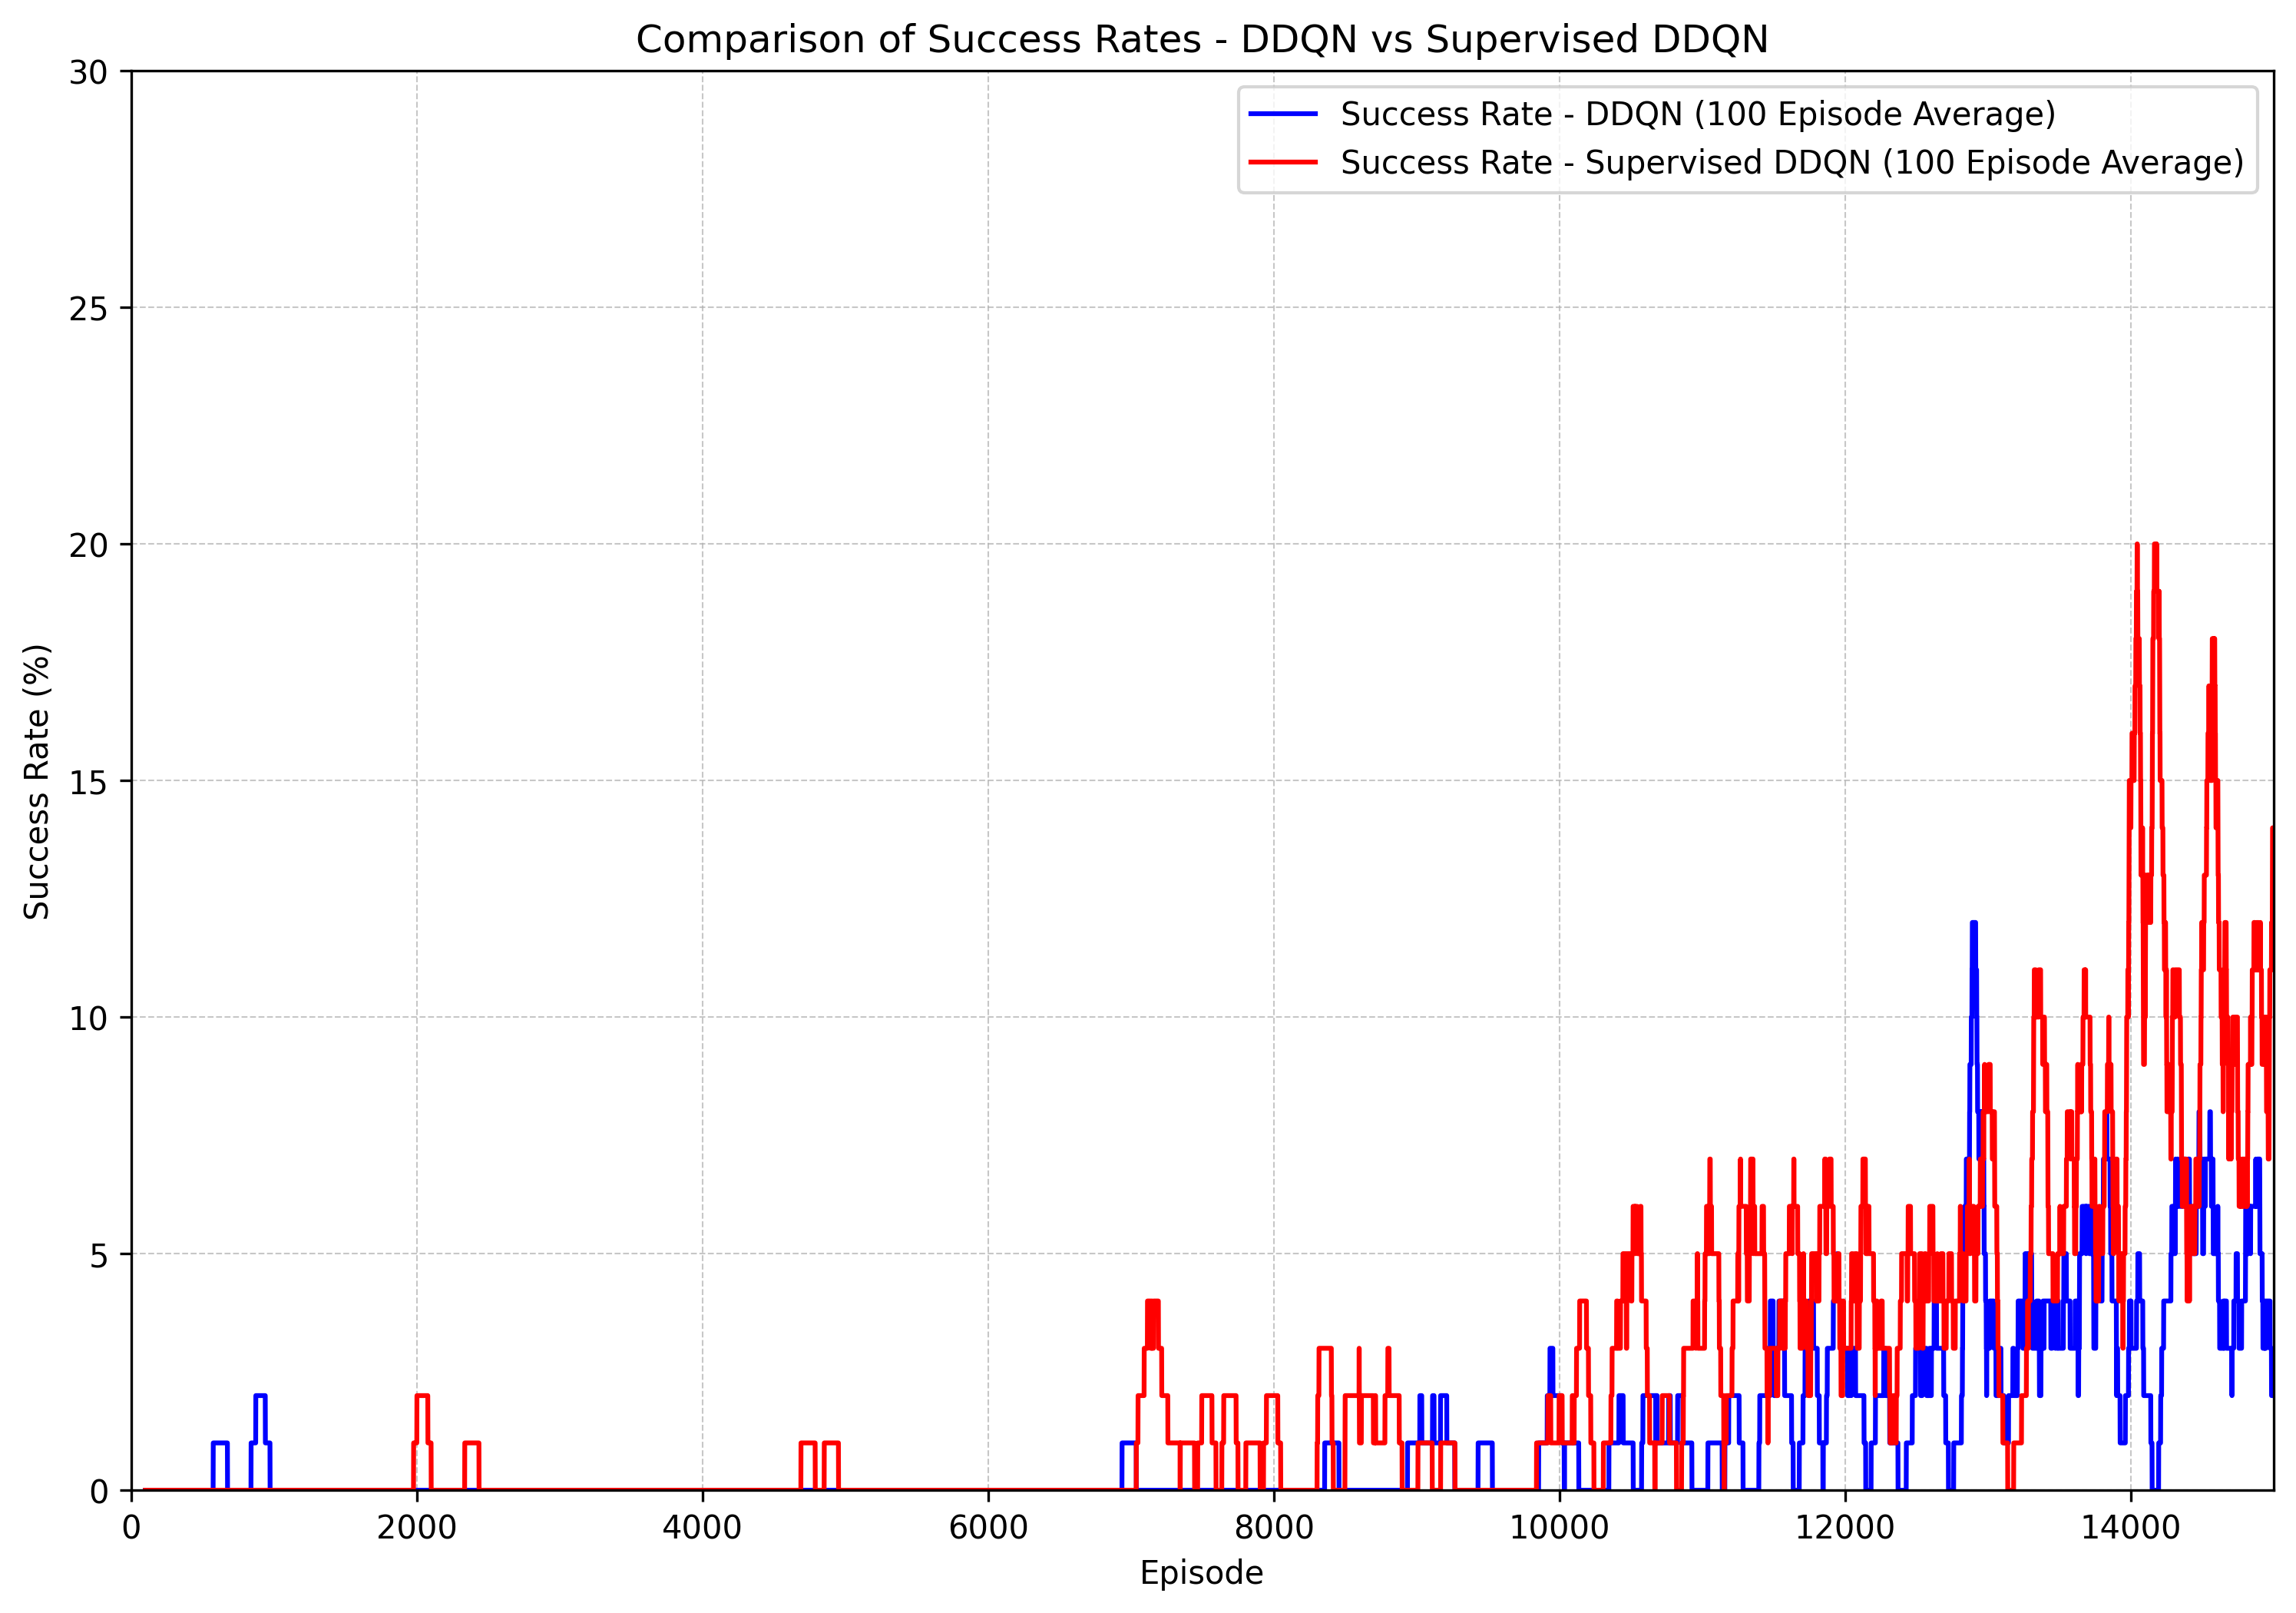 Comparison of Success Rates - DDQN vs Supervised DDQN
Success Rate - DDQN (100 Episode Average)
Success Rate - Supervised DDQN (100 Episode Average)
Success Rate (%)
30
25
20
15
10
5
0
0 2000 4000 6000 8000 10000 12000 14000
Episode